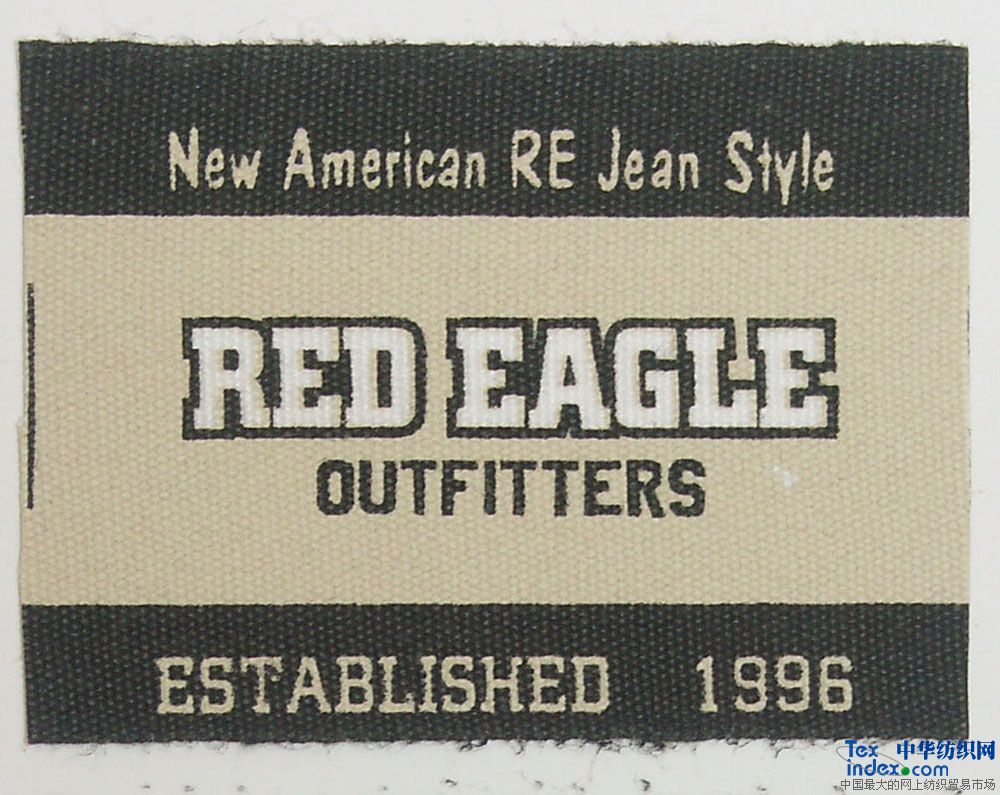 New American RE Jean Style
RED EAGLE
OUTFITTERS
ESTABLISHED 1996
Tex 中华纺织网
index.com
中国最大的网上纺织贸易市场